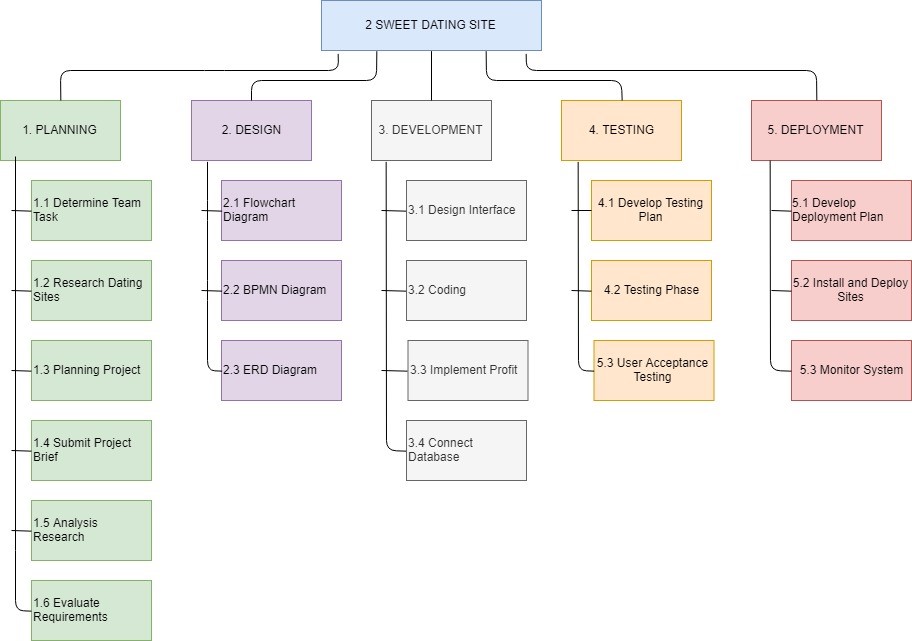 2 SWEET DATING SITE
1. PLANNING
2. DESIGN
3. DEVELOPMENT
4. TESTING
5. DEPLOYMENT
1.1 Determine Team
Task
1.2 Research Dating
Sites
1.3 Planning Project
1.4 Submit Project
Brief
1.5 Analysis
Research
1.6 Evaluate
Requirements
2.1 Flowchart
Diagram
2.2 BPMN Diagram
2.3 ERD Diagram
3.1 Design Interface
3.2 Coding
3.3 Implement Profit
3.4 Connect
Database
4.1 Develop Testing
Plan
4.2 Testing Phase
5.3 User Acceptance
Testing
5.1 Develop
Deployment Plan
5.2 Install and Deploy
Sites
5.3 Monitor System